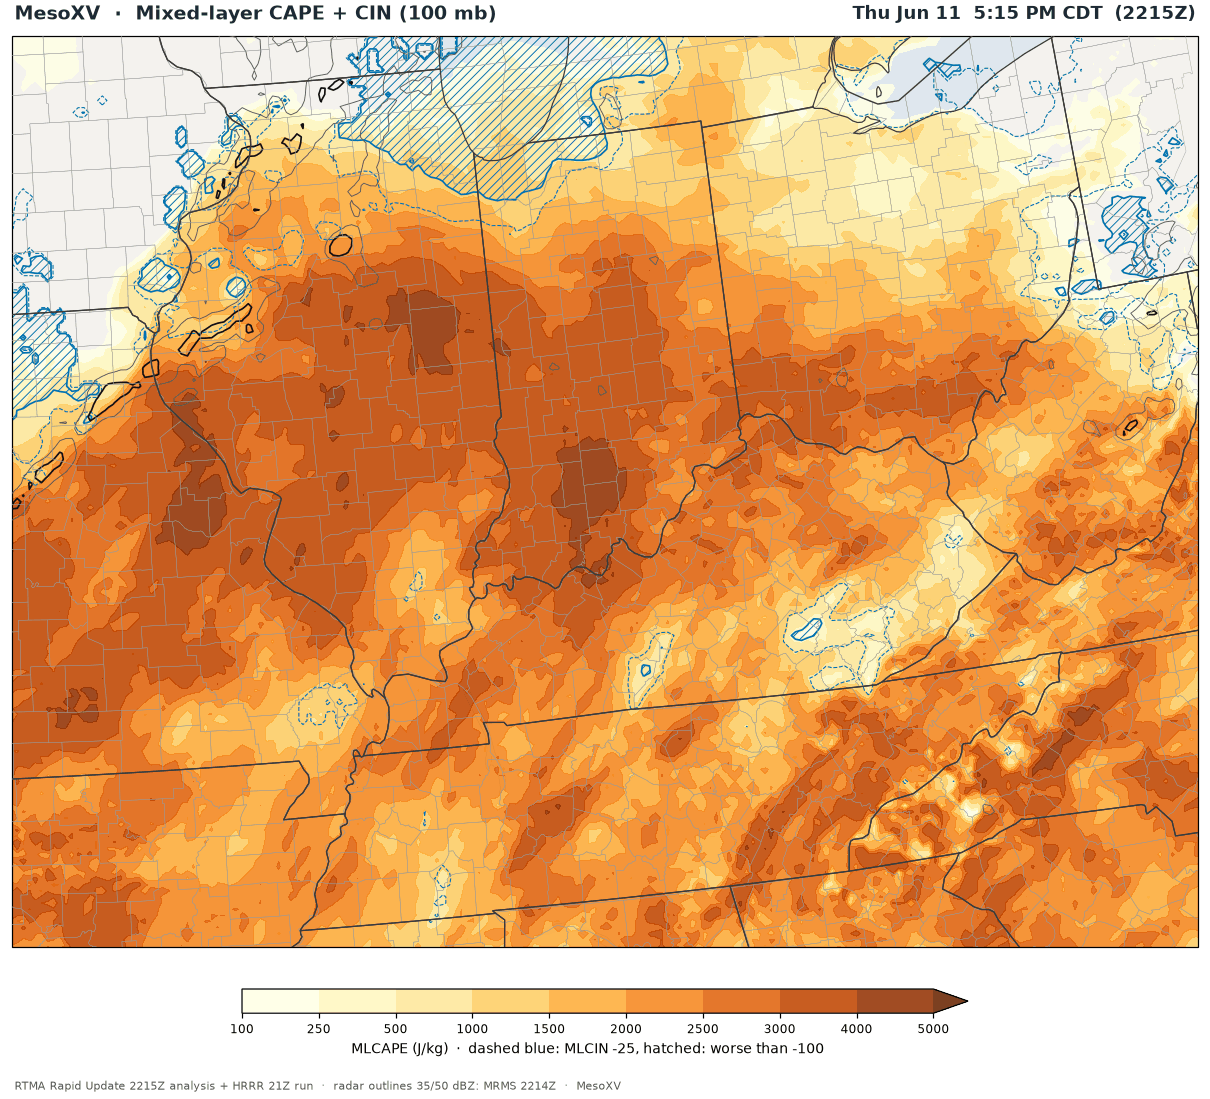 MesoXV · Mixed-layer CAPE + CIN (100 mb)
Thu Jun 11 5:15 PM CDT (2215Z)
100 250 500 1000 1500 2000 2500 3000 4000 5000
MLCAPE (J/kg) · dashed blue: MLCIN -25, hatched: worse than -100
RTMA Rapid Update 2215Z analysis + HRRR 21Z run · radar outlines 35/50 dBZ: MRMS 2214Z · MesoXV